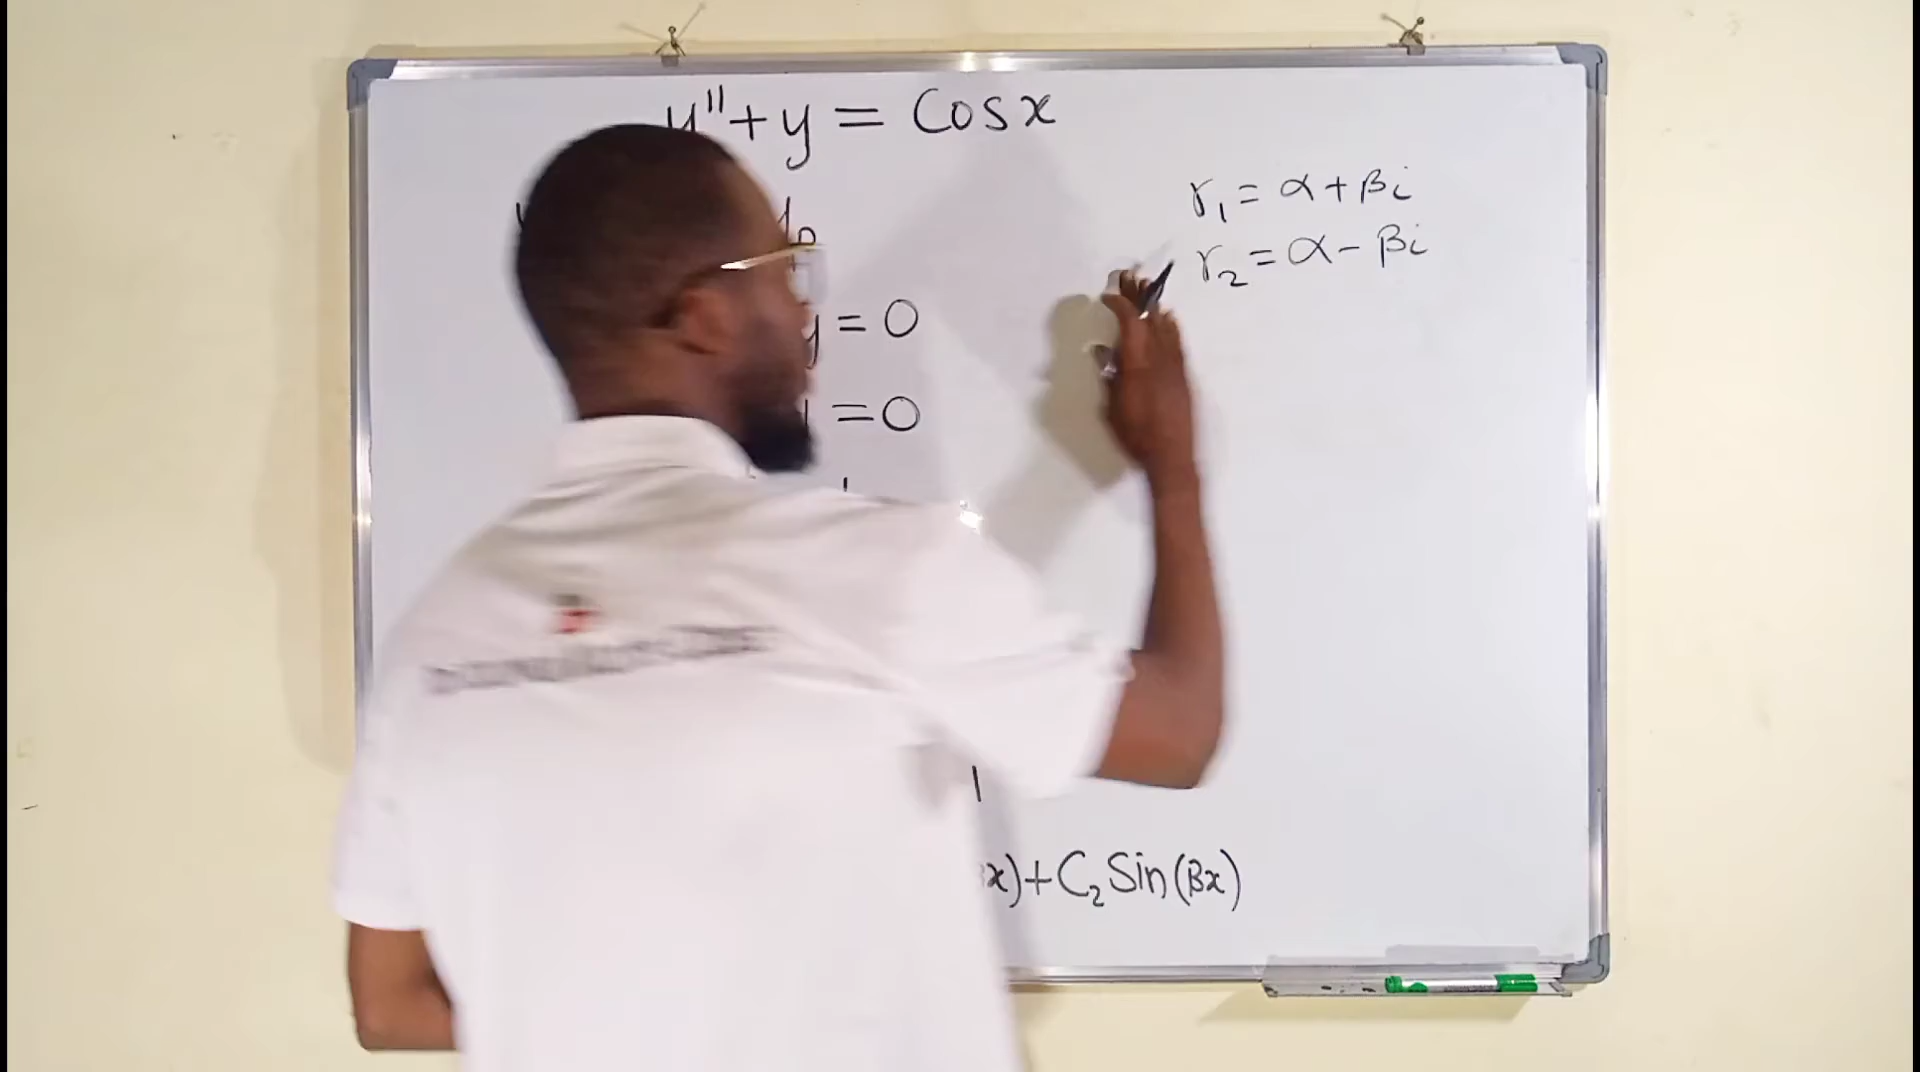 y'' + y = Cos x
r₁ = α + βi
r₂ = α - βi
y = 0
= 0
x) + C₂ Sin(βx)